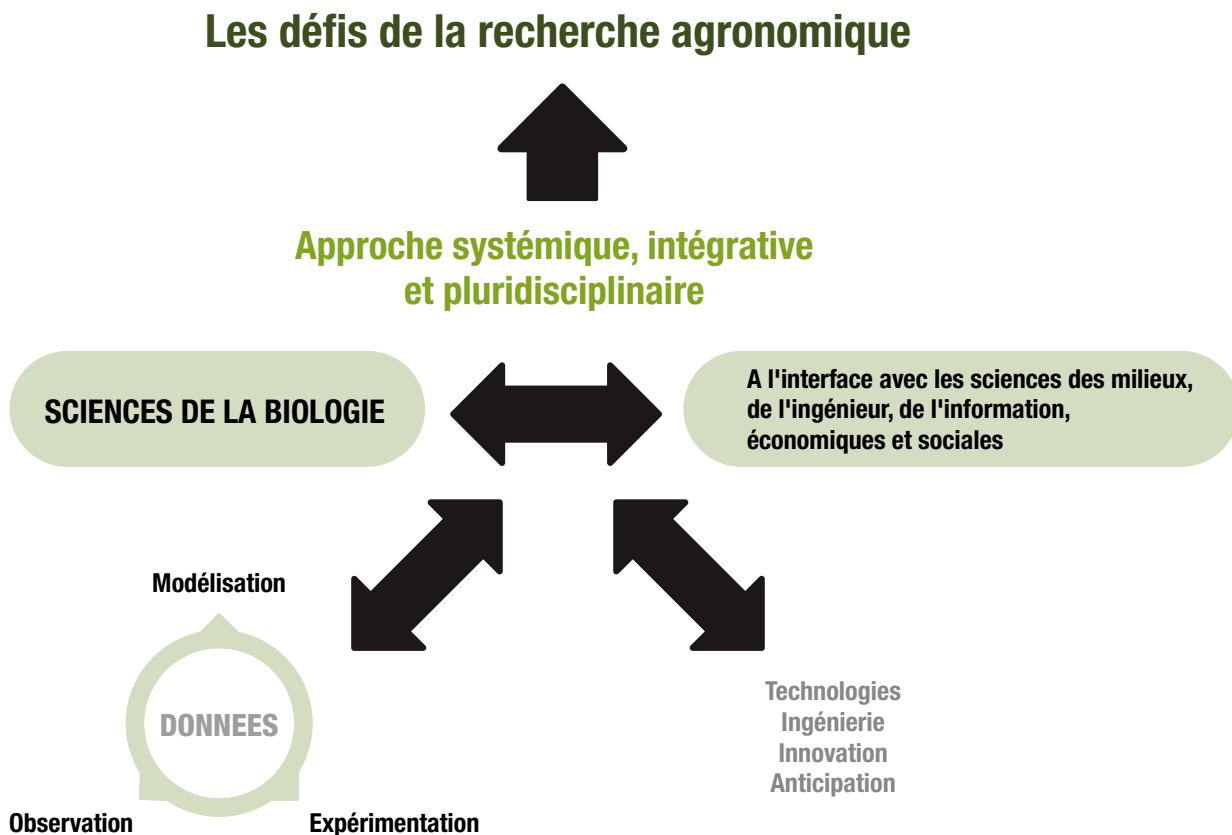 Les défis de la recherche agronomique
Approche systémique, intégrative
et pluridisciplinaire
SCIENCES DE LA BIOLOGIE
A l'interface avec les sciences des milieux,
de l'ingénieur, de l'information,
économiques et sociales
Modélisation
DONNEES
Observation
Expérimentation
Technologies
Ingénierie
Innovation
Anticipation